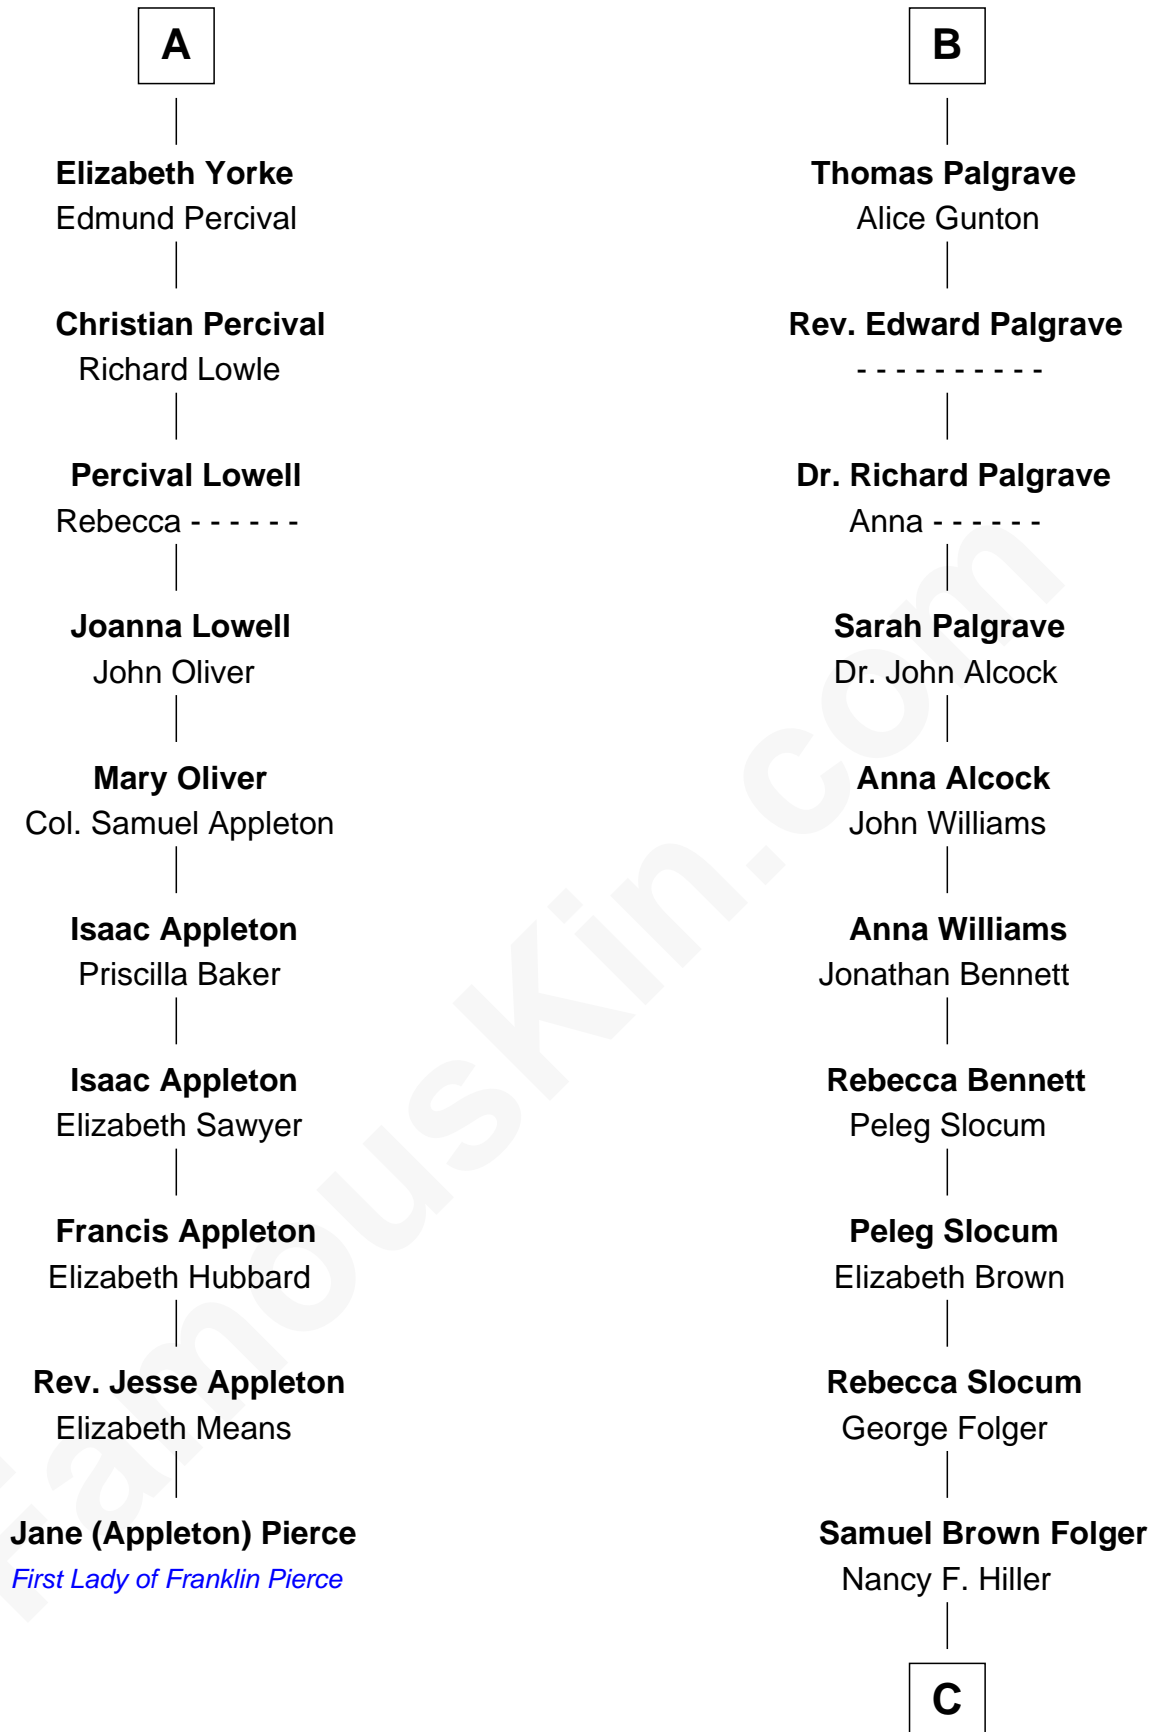 A
Elizabeth Yorke
Edmund Percival
Christian Percival
Richard Lowle
Percival Lowell
Rebecca - - - - - -
Joanna Lowell
John Oliver
Mary Oliver
Col. Samuel Appleton
Isaac Appleton
Priscilla Baker
Isaac Appleton
Elizabeth Sawyer
Francis Appleton
Elizabeth Hubbard
Rev. Jesse Appleton
Elizabeth Means
Jane (Appleton) Pierce
First Lady of Franklin Pierce
B
Thomas Palgrave
Alice Gunton
Rev. Edward Palgrave
- - - - - - - - - -
Dr. Richard Palgrave
Anna - - - - - -
Sarah Palgrave
Dr. John Alcock
Anna Alcock
John Williams
Anna Williams
Jonathan Bennett
Rebecca Bennett
Peleg Slocum
Peleg Slocum
Elizabeth Brown
Rebecca Slocum
George Folger
Samuel Brown Folger
Nancy F. Hiller
C
FamousKin.com